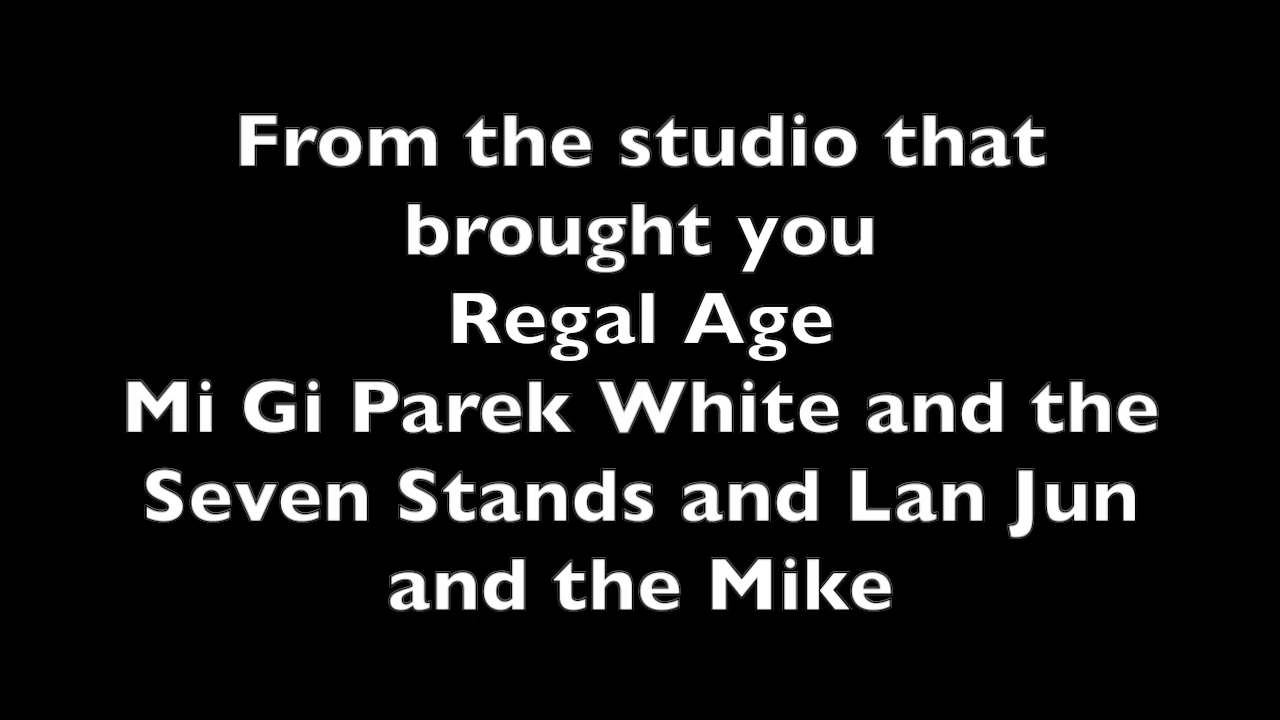 From the studio that
brought you
Regal Age
Mi Gi Parek White and the
Seven Stands and Lan Jun
and the Mike